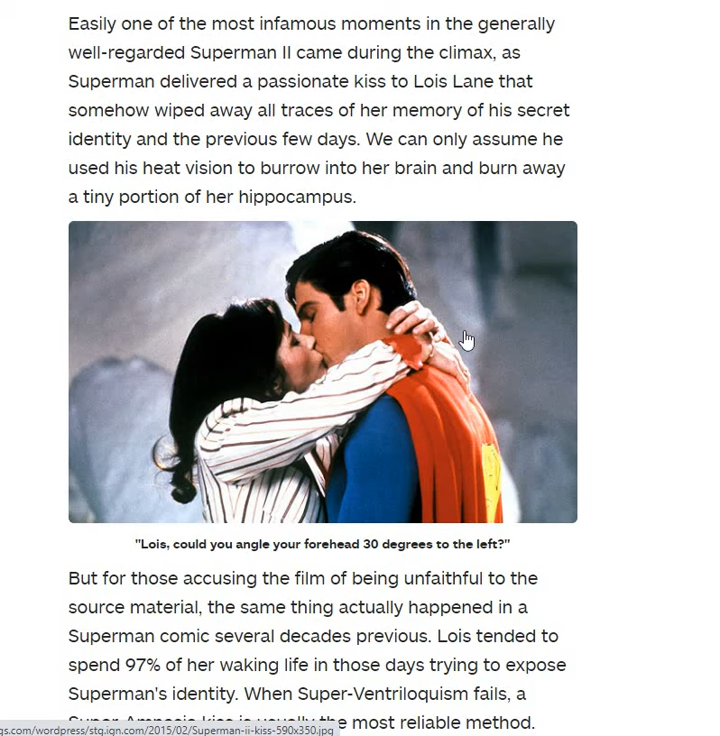 Easily one of the most infamous moments in the generally
well-regarded Superman II came during the climax, as
Superman delivered a passionate kiss to Lois Lane that
somehow wiped away all traces of her memory of his secret
identity and the previous few days. We can only assume he
used his heat vision to burrow into her brain and burn away
a tiny portion of her hippocampus.
"Lois, could you angle your forehead 30 degrees to the left?"
But for those accusing the film of being unfaithful to the
source material, the same thing actually happened in a
Superman comic several decades previous. Lois tended to
spend 97% of her waking life in those days trying to expose
Superman's identity. When Super-Ventriloquism fails, a
Super-Amnesia kiss is usually the most reliable method.
gs.com/wordpress/stg.ign.com/2015/02/Superman-ii-kiss-590x350.jpg